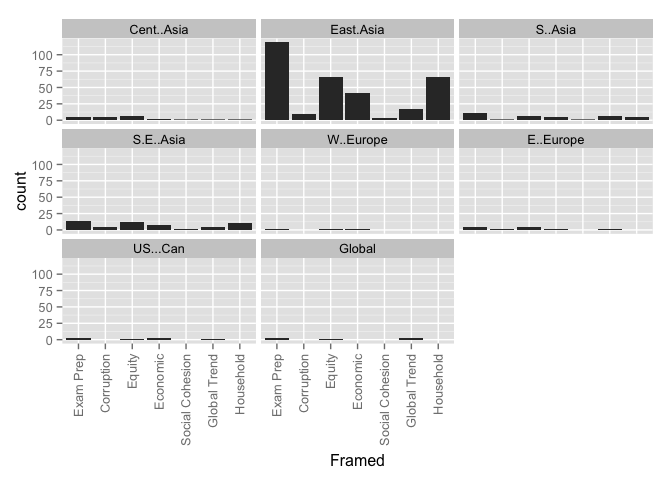 Cent..Asia
East.Asia
S..Asia
100
75
50
25
0
S.E..Asia
W..Europe
E..Europe
100
75
50
25
0
US...Can
Global
100
75
50
25
0
count
Exam Prep
Corruption
Equity
Economic
Social Cohesion
Global Trend
Household
Exam Prep
Corruption
Equity
Economic
Social Cohesion
Global Trend
Household
Framed